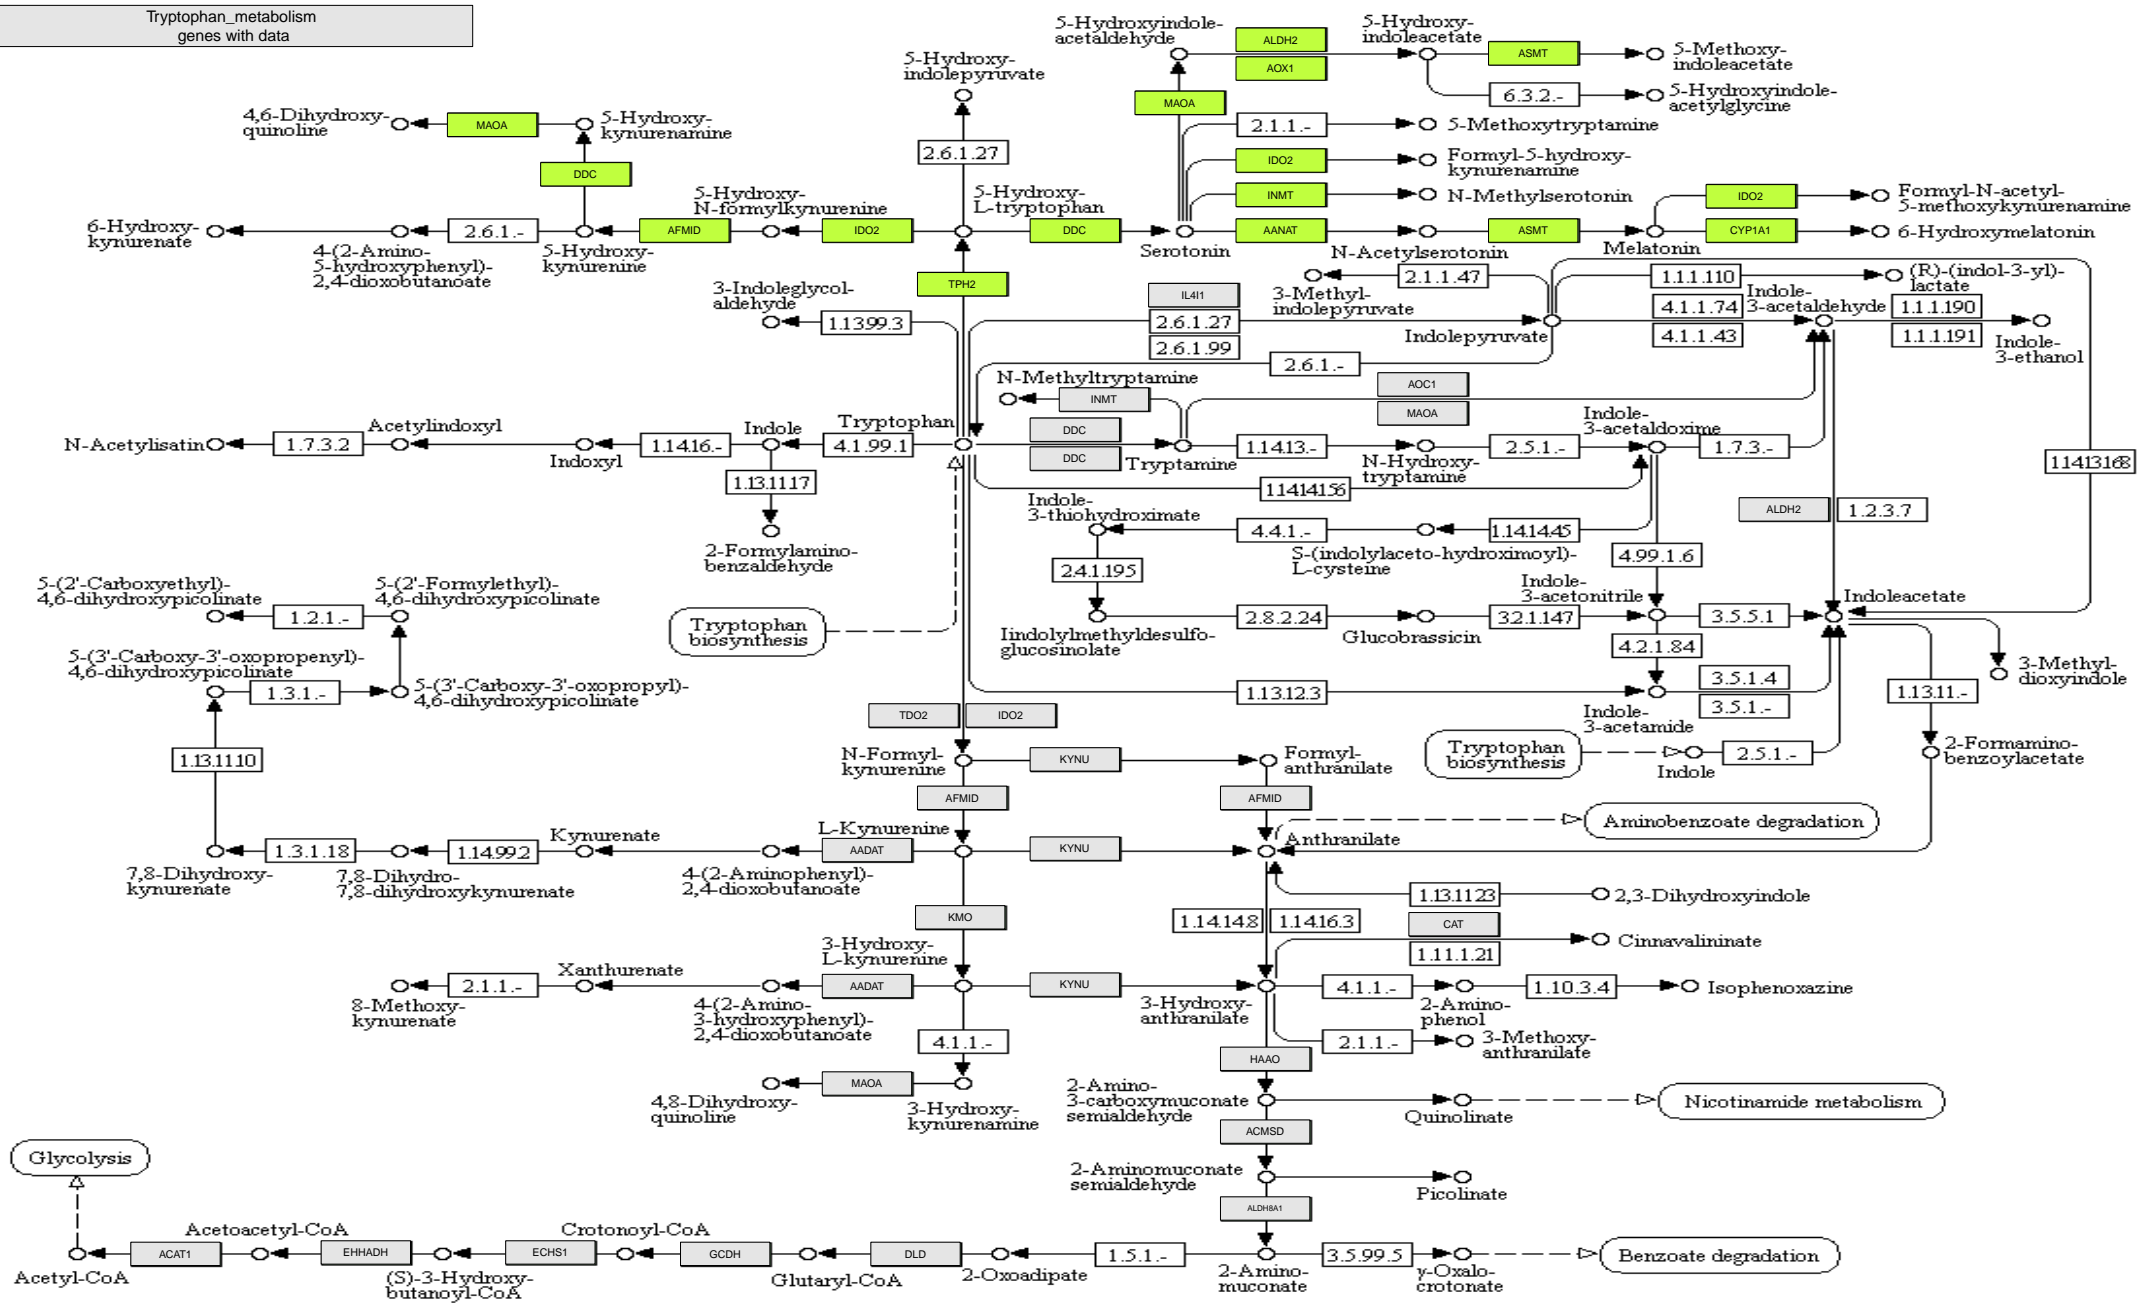 Tryptophan_metabolism
genes with data
5-Hydroxyindole-
acetaldehyde
ALDH2
AOX1
5-Hydroxy-
indoleacetate
ASMT
5-Methoxy-
indoleacetate
6.3.2.-
5-Hydroxyindole-
acetylglycine
5-Hydroxy-
indolepyruvate
MAOA
4,6-Dihydroxy-
quinoline
MAOA
5-Hydroxy-
kynurenamine
2.6.1.27
2.1.1.-
5-Methoxytryptamine
IDO2
Formyl-5-hydroxy-
kynurenamine
DDC
5-Hydroxy-
N-formylkynurenine
5-Hydroxy-
L-tryptophan
INMT
N-Methylserotonin
IDO2
Formyl-N-acetyl-
5-methoxykynurenamine
6-Hydroxy-
kynurenate
2.6.1.-
AFMID
IDO2
DDC
AANAT
ASMT
CYP1A1
6-Hydroxymelatonin
4-(2-Amino-
5-hydroxyphenyl)-
2,4-dioxobutanoate
5-Hydroxy-
kynurenine
Serotonin
N-Acetylserotonin
Melatonin
TPH2
3-Indoleglycol-
aldehyde
1.13.99.3
IL4I1
2.6.1.27
2.6.1.99
3-Methyl-
indolepyruvate
2.1.1.47
1.1.1.110
(R)-(indol-3-yl)-
lactate
Indolepyruvate
4.1.1.74
4.1.1.43
Indole-
3-acetaldehyde
1.1.1.190
1.1.1.191
Indole-
3-ethanol
2.6.1.-
N-Methyltryptamine
INMT
AOC1
MAOA
N-Acetylisatin
1.7.3.2
Acetylindoxyl
Indoxyl
1.14.16.-
Indole
4.1.99.1
Tryptophan
DDC
DDC
Tryptamine
1.14.13.-
N-Hydroxy-
tryptamine
2.5.1.-
Indole-
3-acetaldoxime
1.7.3.-
1.14.13.168
1.13.11.17
1.14.14.156
2-Formylamino-
benzaldehyde
Indole-
3-thiohydroximate
4.4.1.-
1.14.14.45
S-(indolylaceto-hydroximoyl)-
L-cysteine
ALDH2
1.2.3.7
2.4.1.195
4.99.1.6
5-(2'-Carboxyethyl)-
4,6-dihydroxypicolinate
1.2.1.-
5-(2'-Formylethyl)-
4,6-dihydroxypicolinate
Tryptophan
biosynthesis
Iindolylmethyldesulfo-
glucosinolate
2.8.2.24
Glucobrassicin
3.2.1.147
Indole-
3-acetonitrile
3.5.5.1
Indoleacetate
4.2.1.84
5-(3'-Carboxy-3'-oxopropenyl)-
4,6-dihydroxypicolinate
1.3.1.-
5-(3'-Carboxy-3'-oxopropyl)-
4,6-dihydroxypicolinate
1.13.12.3
3.5.1.4
3.5.1.-
Indole-
3-acetamide
1.13.11.-
3-Methyl-
dioxyindole
TDO2
IDO2
1.13.11.10
N-Formyl-
kynurenine
KYNU
Formyl-
anthranilate
Tryptophan
biosynthesis
Indole
2.5.1.-
2-Formamino-
benzoylacetate
AFMID
AFMID
Aminobenzoate degradation
7,8-Dihydroxy-
kynurenate
1.3.1.18
7,8-Dihydro-
7,8-dihydroxykynurenate
1.14.99.2
Kynurenate
4-(2-Aminophenyl)-
2,4-dioxobutanoate
AADAT
L-Kynurenine
KYNU
Anthranilate
1.13.11.23
2,3-Dihydroxyindole
KMO
1.14.14.8
1.14.16.3
CAT
1.11.1.21
Cinnavalininate
2.1.1.-
8-Methoxy-
kynurenate
Xanthurenate
4-(2-Amino-
3-hydroxyphenyl)-
2,4-dioxobutanoate
AADAT
3-Hydroxy-
L-kynurenine
KYNU
3-Hydroxy-
anthranilate
4.1.1.-
2-Amino-
phenol
1.10.3.4
Isophenoxazine
4.1.1.-
2.1.1.-
3-Methoxy-
anthranilate
HAAO
4,8-Dihydroxy-
quinoline
MAOA
3-Hydroxy-
kynurenamine
2-Amino-
3-carboxymuconate
semialdehyde
Quinolinate
Nicotinamide metabolism
ACMSD
Glycolysis
2-Aminomuconate
semialdehyde
Picolinate
ALDH8A1
Acetyl-CoA
ACAT1
Acetoacetyl-CoA
EHHADH
(S)-3-Hydroxy-
butanoyl-CoA
ECHS1
Crotonoyl-CoA
GCDH
Glutaryl-CoA
DLD
2-Oxoadipate
1.5.1.-
2-Amino-
muconate
3.5.99.5
γ-Oxalo-
crotonate
Benzoate degradation